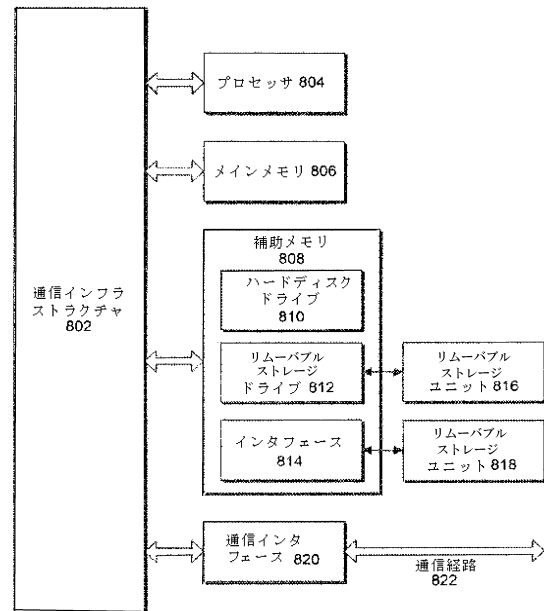 プロセッサ 804
メインメモリ 806
補助メモリ
808
ハードディスク
ドライブ
810
通信インフラ
ストラクチャ
802
リムーバブル
ストレージ
ドライブ 812
リムーバブル
ストレージ
ユニット 816
インタフェース
814
リムーバブル
ストレージ
ユニット 818
通信インタ
フェース 820
通信経路
822